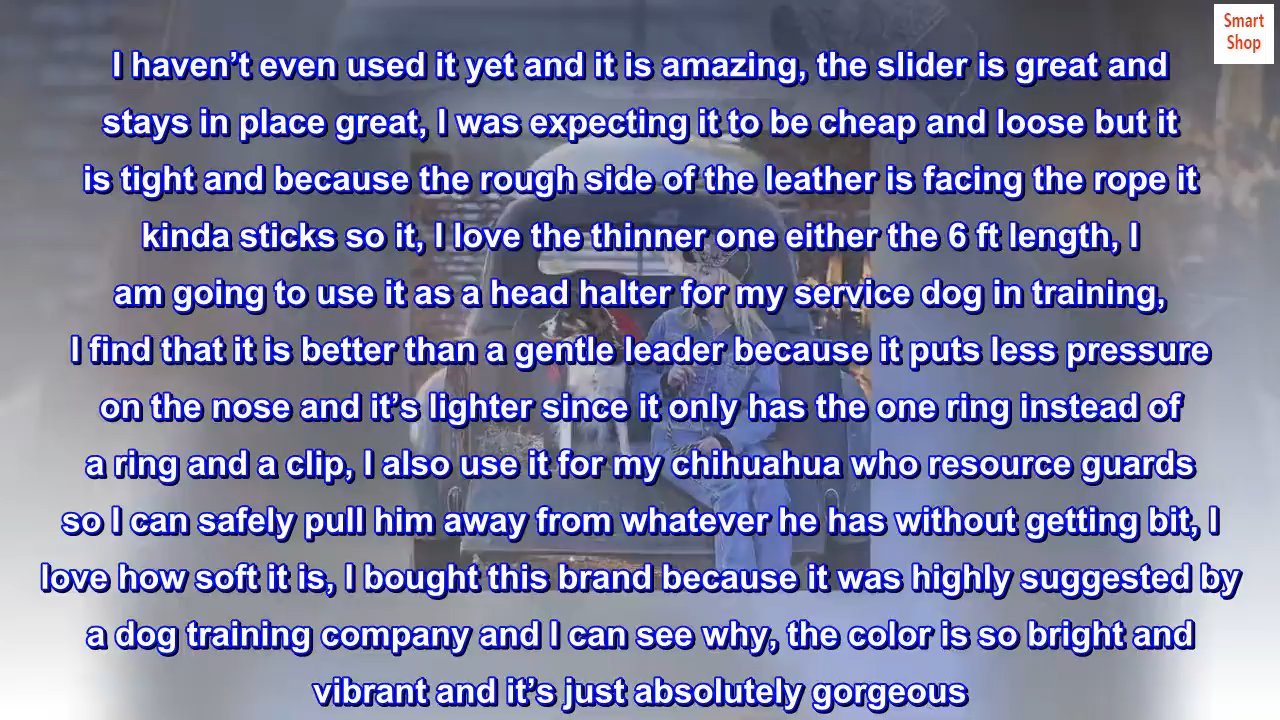 Smart
Shop
I haven’t even used it yet and it is amazing, the slider is great and
stays in place great, I was expecting it to be cheap and loose but it
is tight and because the rough side of the leather is facing the rope it
kinda sticks so it, I love the thinner one either the 6 ft length, I
am going to use it as a head halter for my service dog in training,
I find that it is better than a gentle leader because it puts less pressure
on the nose and it’s lighter since it only has the one ring instead of
a ring and a clip, I also use it for my chihuahua who resource guards
so I can safely pull him away from whatever he has without getting bit, I
love how soft it is, I bought this brand because it was highly suggested by
a dog training company and I can see why, the color is so bright and
vibrant and it’s just absolutely gorgeous